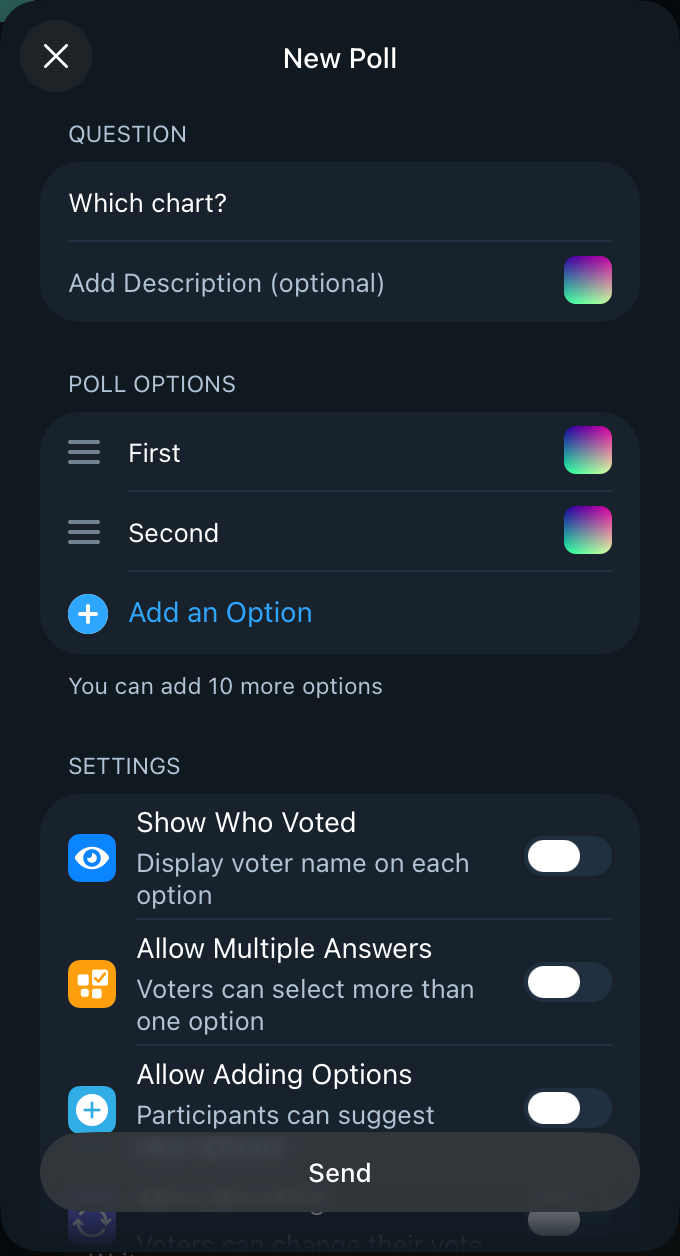 New Poll
QUESTION
Which chart?
Add Description (optional)
POLL OPTIONS
First
Second
Add an Option
You can add 10 more options
SETTINGS
Show Who Voted
Display voter name on each
option
Allow Multiple Answers
Voters can select more than
one option
Allow Adding Options
Participants can suggest
Send
Voters can change their vote